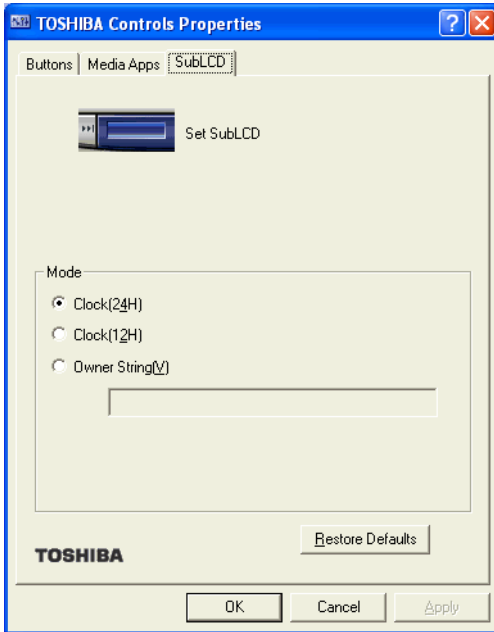 TOSHIBA Controls Properties
Buttons Media Apps SubLCD
Set SubLCD
Mode
Clock(24H)
Clock(12H)
Owner String(V)
Restore Defaults
TOSHIBA
OK Cancel Apply